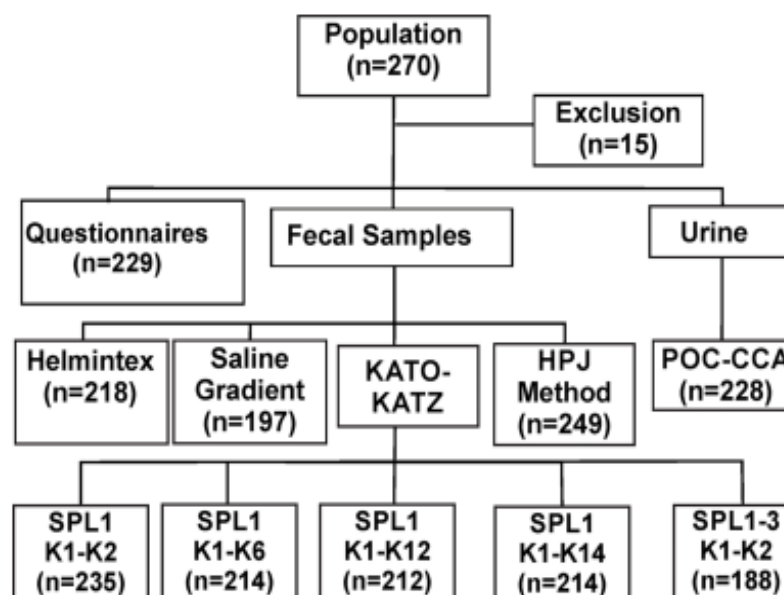 Population
(n=270)
Exclusion
(n=15)
Questionnaires
(n=229)
Fecal Samples
Urine
Helmintex
(n=218)
Saline
Gradient
(n=197)
KATO-
KATZ
HPJ
Method
(n=249)
POC-CCA
(n=228)
SPL1
K1-K2
(n=235)
SPL1
K1-K6
(n=214)
SPL1
K1-K12
(n=212)
SPL1
K1-K14
(n=214)
SPL1-3
K1-K2
(n=188)